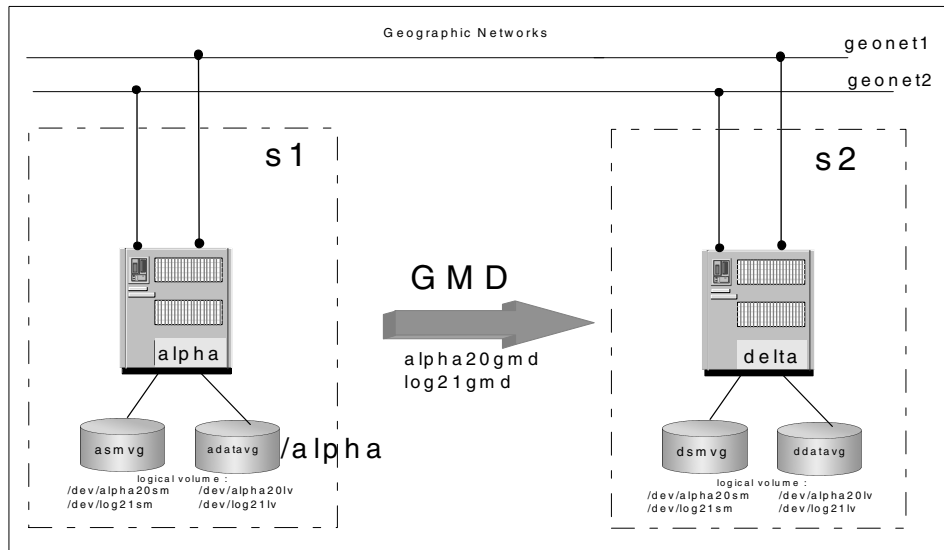 Geographic Networks
geonet1
geonet2
s1
s2
GMD
alpha20gmd
log21gmd
alpha
delta
asmvg
adatavg
/alpha
dsmvg
ddatavg
logical volume :
/dev/alpha20sm /dev/alpha20lv
/dev/log21sm /dev/log21lv
logical volume :
/dev/alpha20sm /dev/alpha20lv
/dev/log21sm /dev/log21lv